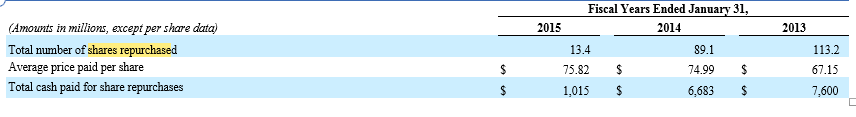 Fiscal Years Ended January 31,
(Amounts in millions, except per share data) 2015 2014 2013
Total number of shares repurchased 13.4 89.1 113.2
Average price paid per share $ 75.82 $ 74.99 $ 67.15
Total cash paid for share repurchases $ 1,015 $ 6,683 $ 7,600